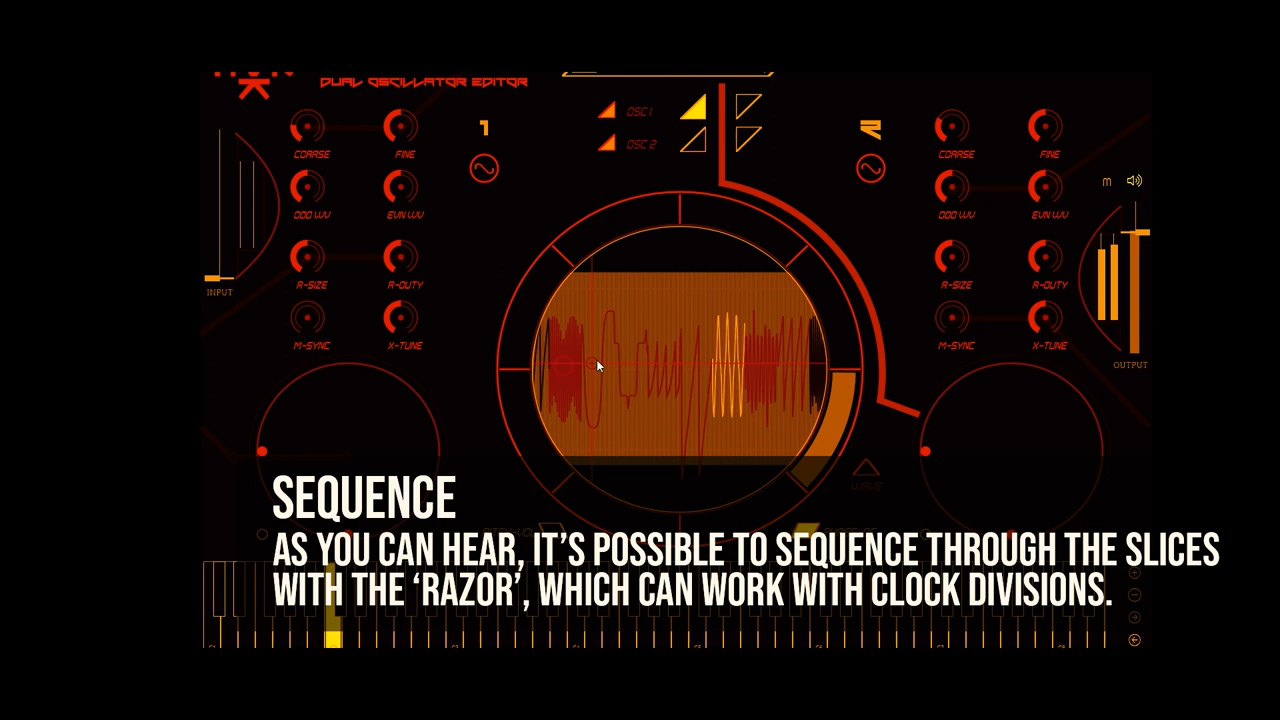 DUAL OSCILLATOR EDITOR
1
OSC1
OSC 2
2
COARSE
FINE
COARSE
FINE
m
ODD WV
EVN WV
ODD WV
EVN WV
R-SIZE
R-DUTY
R-SIZE
R-DUTY
INPUT
M-SYNC
X-TUNE
M-SYNC
X-TUNE
OUTPUT
WAVE
SEQUENCE
AS YOU CAN HEAR, IT’S POSSIBLE TO SEQUENCE THROUGH THE SLICES
WITH THE ‘RAZOR’, WHICH CAN WORK WITH CLOCK DIVISIONS.